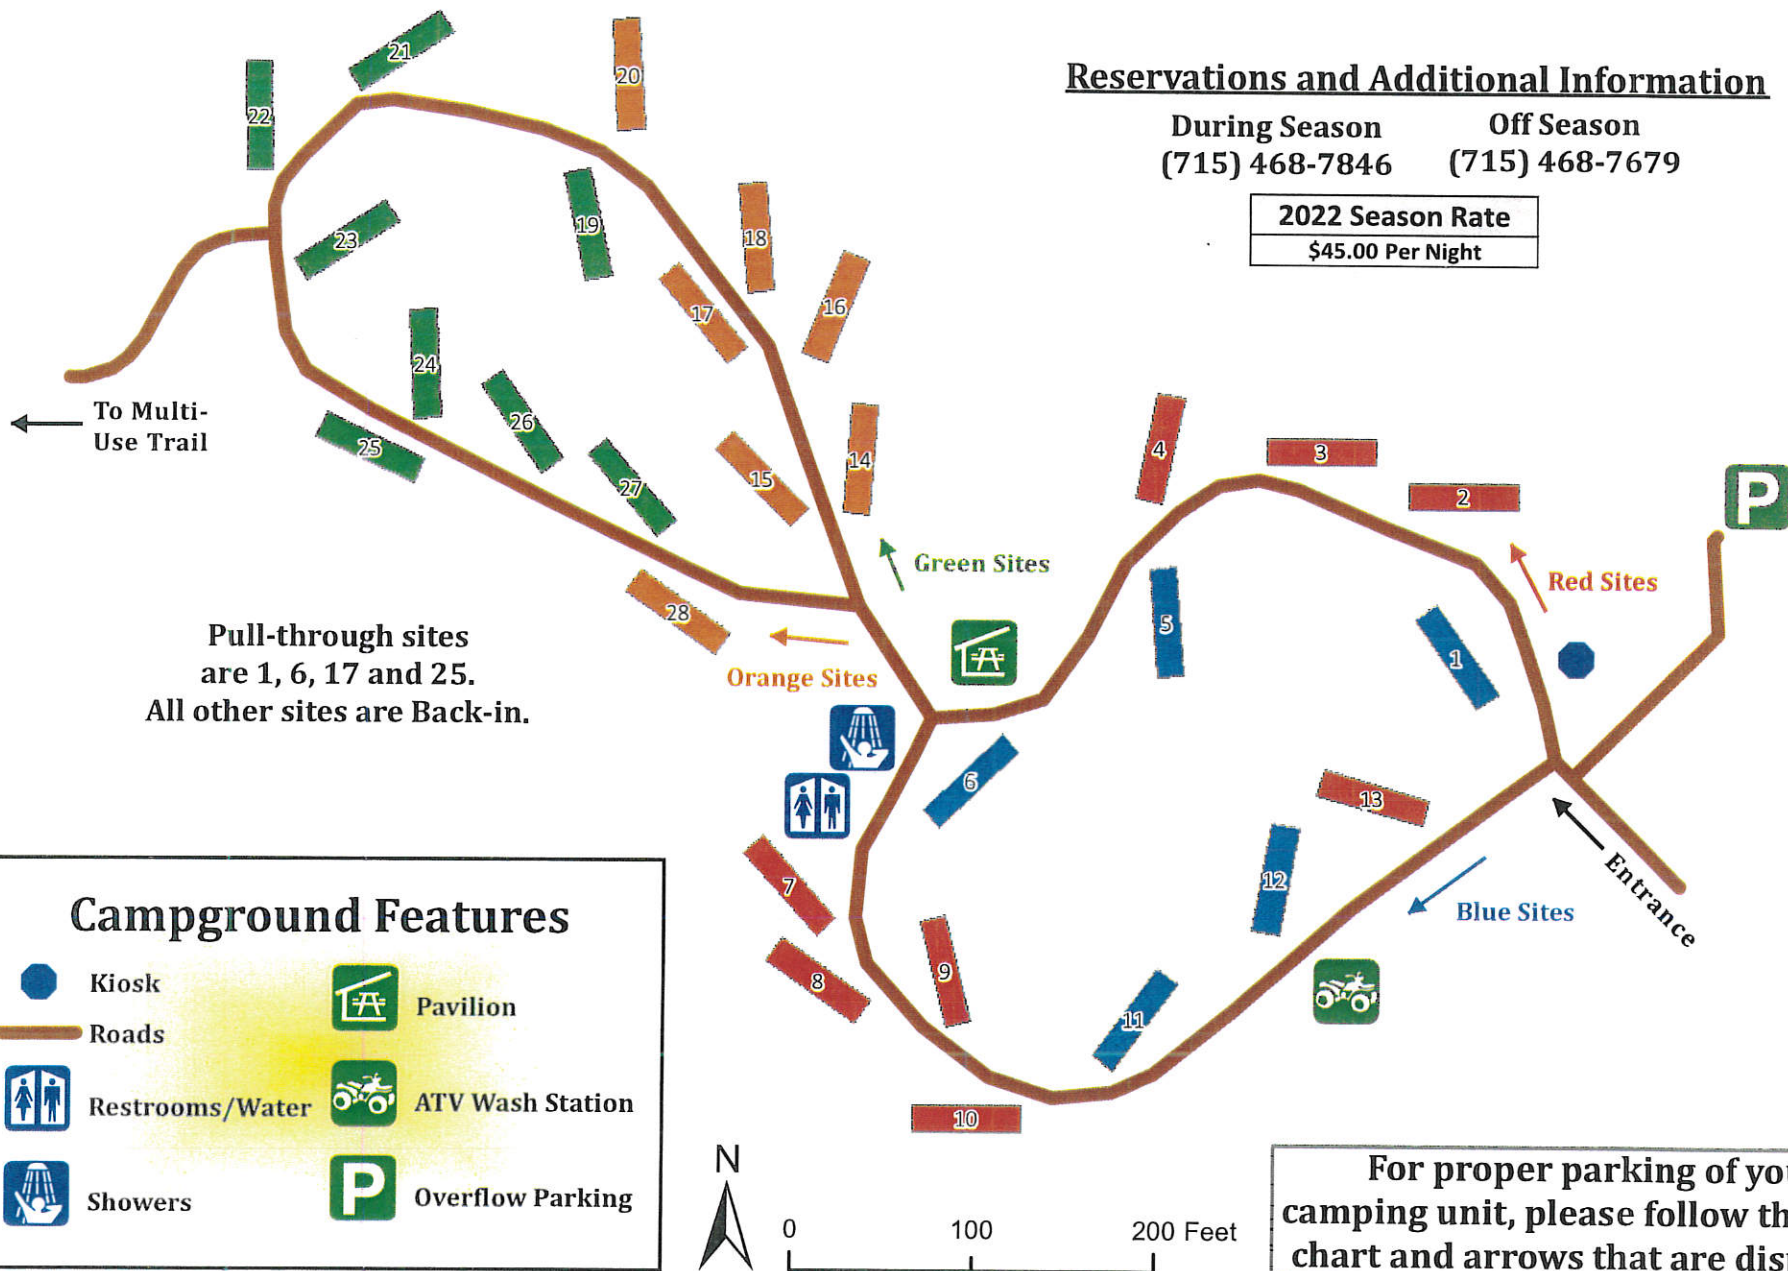 Reservations and Additional Information
During Season
Off Season
(715) 468-7846
(715) 468-7679
2022 Season Rate
$45.00 Per Night
21
20
22
19
18
23
17
16
24
26
25
27
15
14
4
3
2
P
To Multi-
Use Trail
Green Sites
Red Sites
28
5
1
Orange Sites
Pull-through sites
are 1, 6, 17 and 25.
All other sites are Back-in.
6
13
12
7
8
9
11
10
Blue Sites
Entrance
Campground Features
Kiosk
Pavilion
Roads
Restrooms/Water
ATV Wash Station
Showers
P
Overflow Parking
N
0 100 200 Feet
For proper parking of
camping unit, please follow
chart and arrows that are